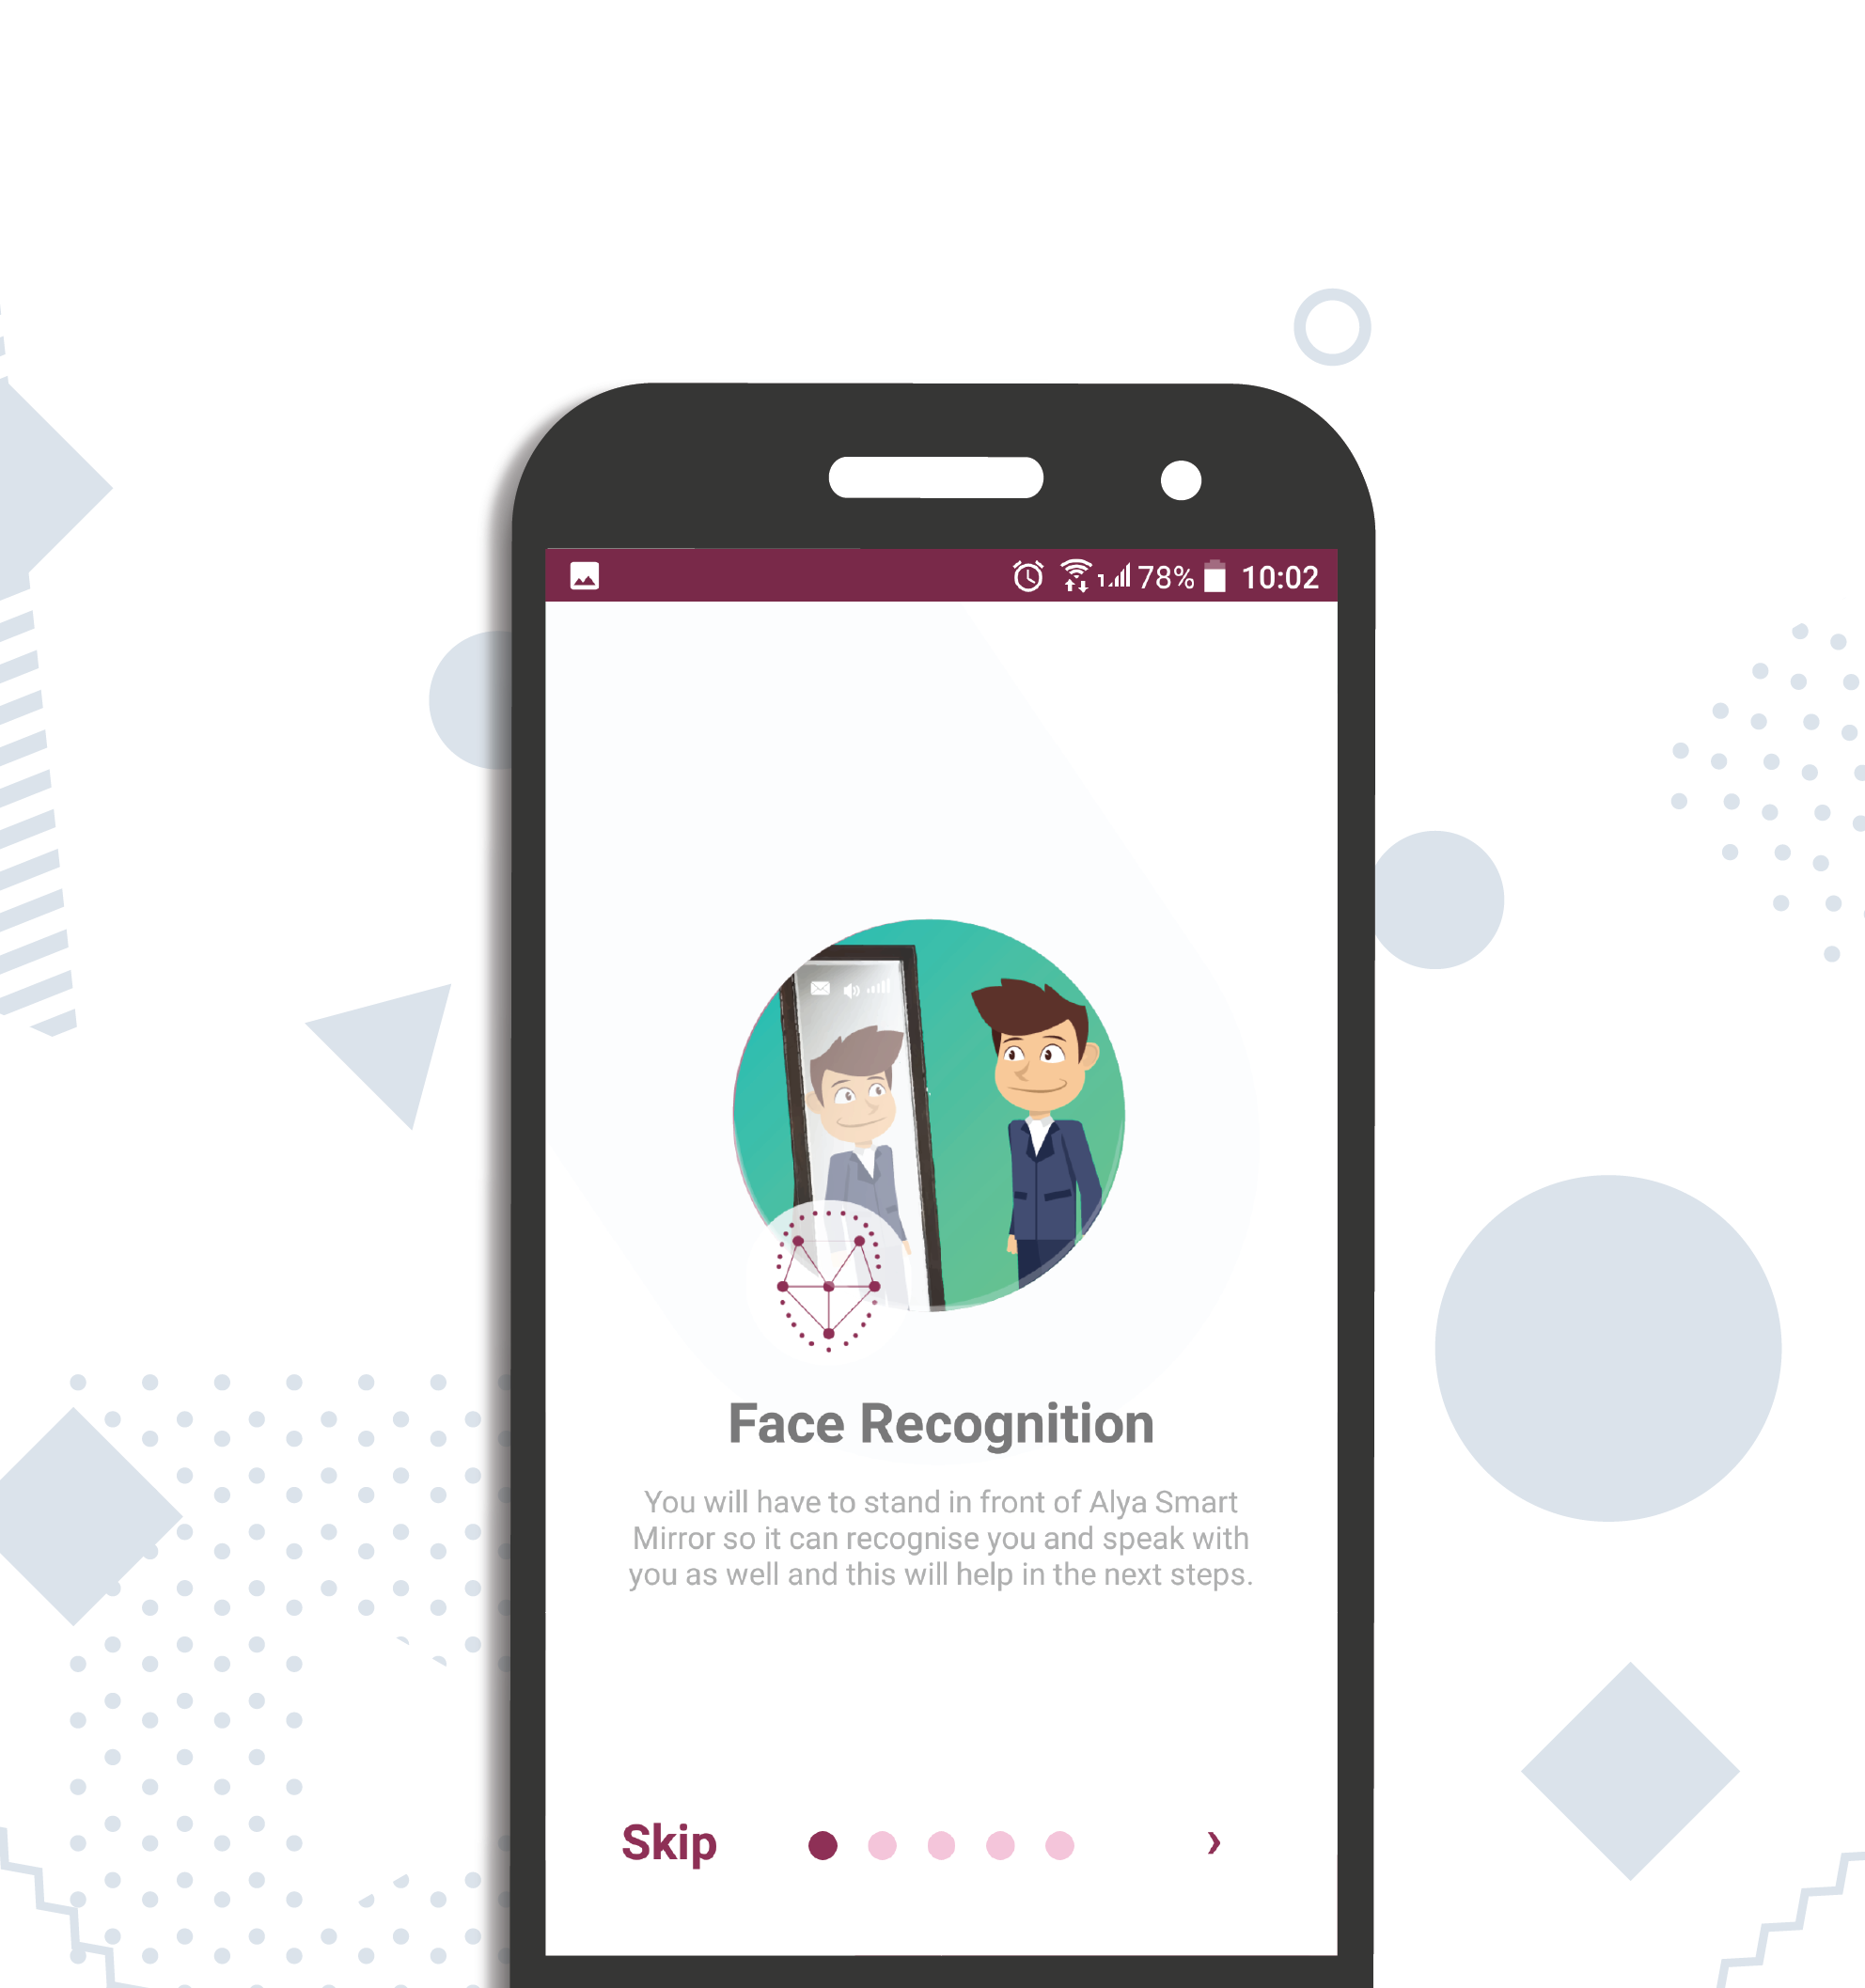 78% 10:02
Face Recognition
You will have to stand in front of Alya Smart
Mirror so it can recognise you and speak with
you as well and this will help in the next steps.
Skip